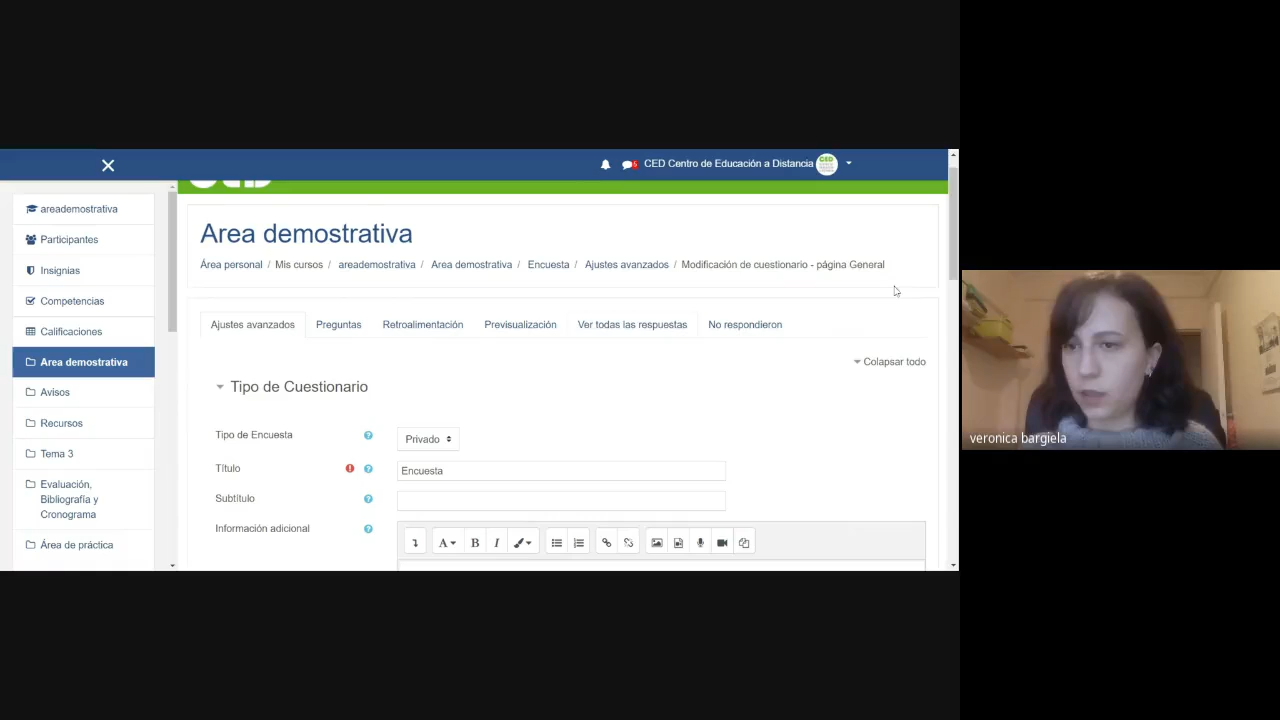 CED Centro de Educación a Distancia
areademostrativa
Participantes
Insignias
Competencias
Calificaciones
Area demostrativa
Avisos
Recursos
Tema 3
Evaluación,
Bibliografía y
Cronograma
Área de práctica
Area demostrativa
Área personal / Mis cursos / areademostrativa / Area demostrativa / Encuesta / Ajustes avanzados / Modificación de cuestionario - página General
Ajustes avanzados Preguntas Retroalimentación Previsualización Ver todas las respuestas No respondieron
Colapsar todo
Tipo de Cuestionario
Tipo de Encuesta Privado
Título Encuesta
Subtítulo
Información adicional
A B I
veronica bargiela